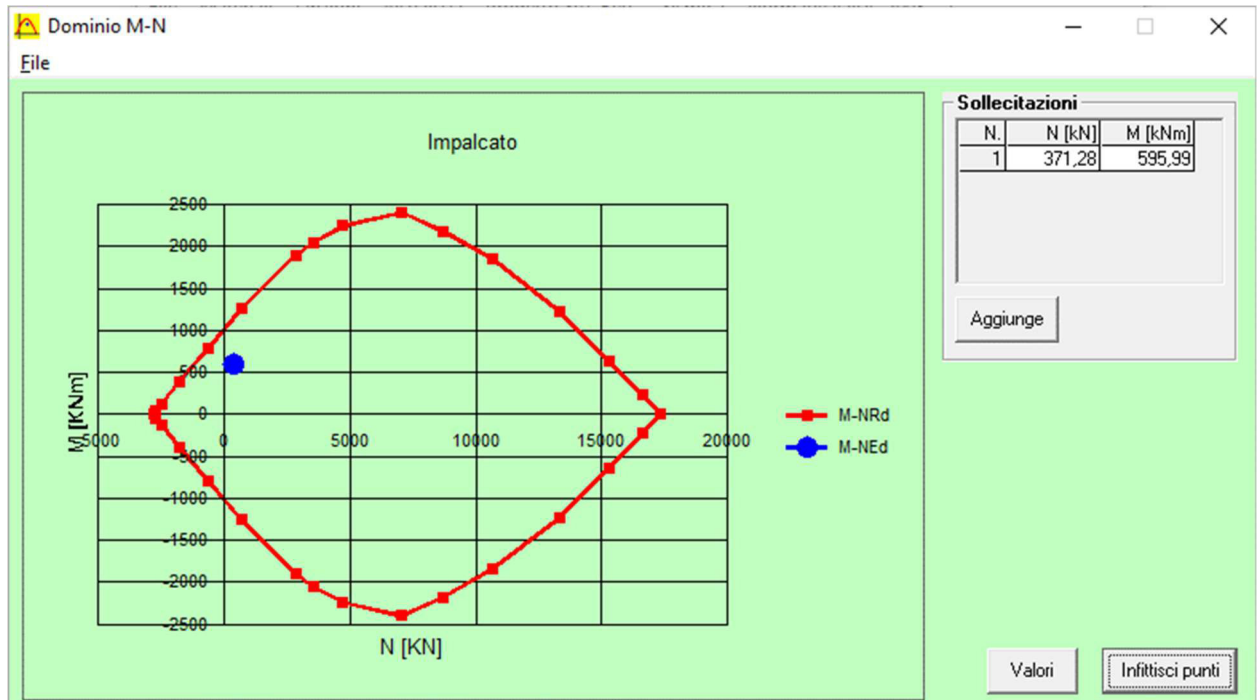 Dominio M-N
File
Impalcato
2500
2000
1500
1000
500
0
-500
-1000
-1500
-2000
-2500
M [KNm]
5000
0
5000
10000
15000
20000
N [KN]
M-NRd
M-NEd
Sollecitazioni
N. N [kN] M [kNm]
1 371,28 595,99
Aggiunge
Valori
Infittisci punti